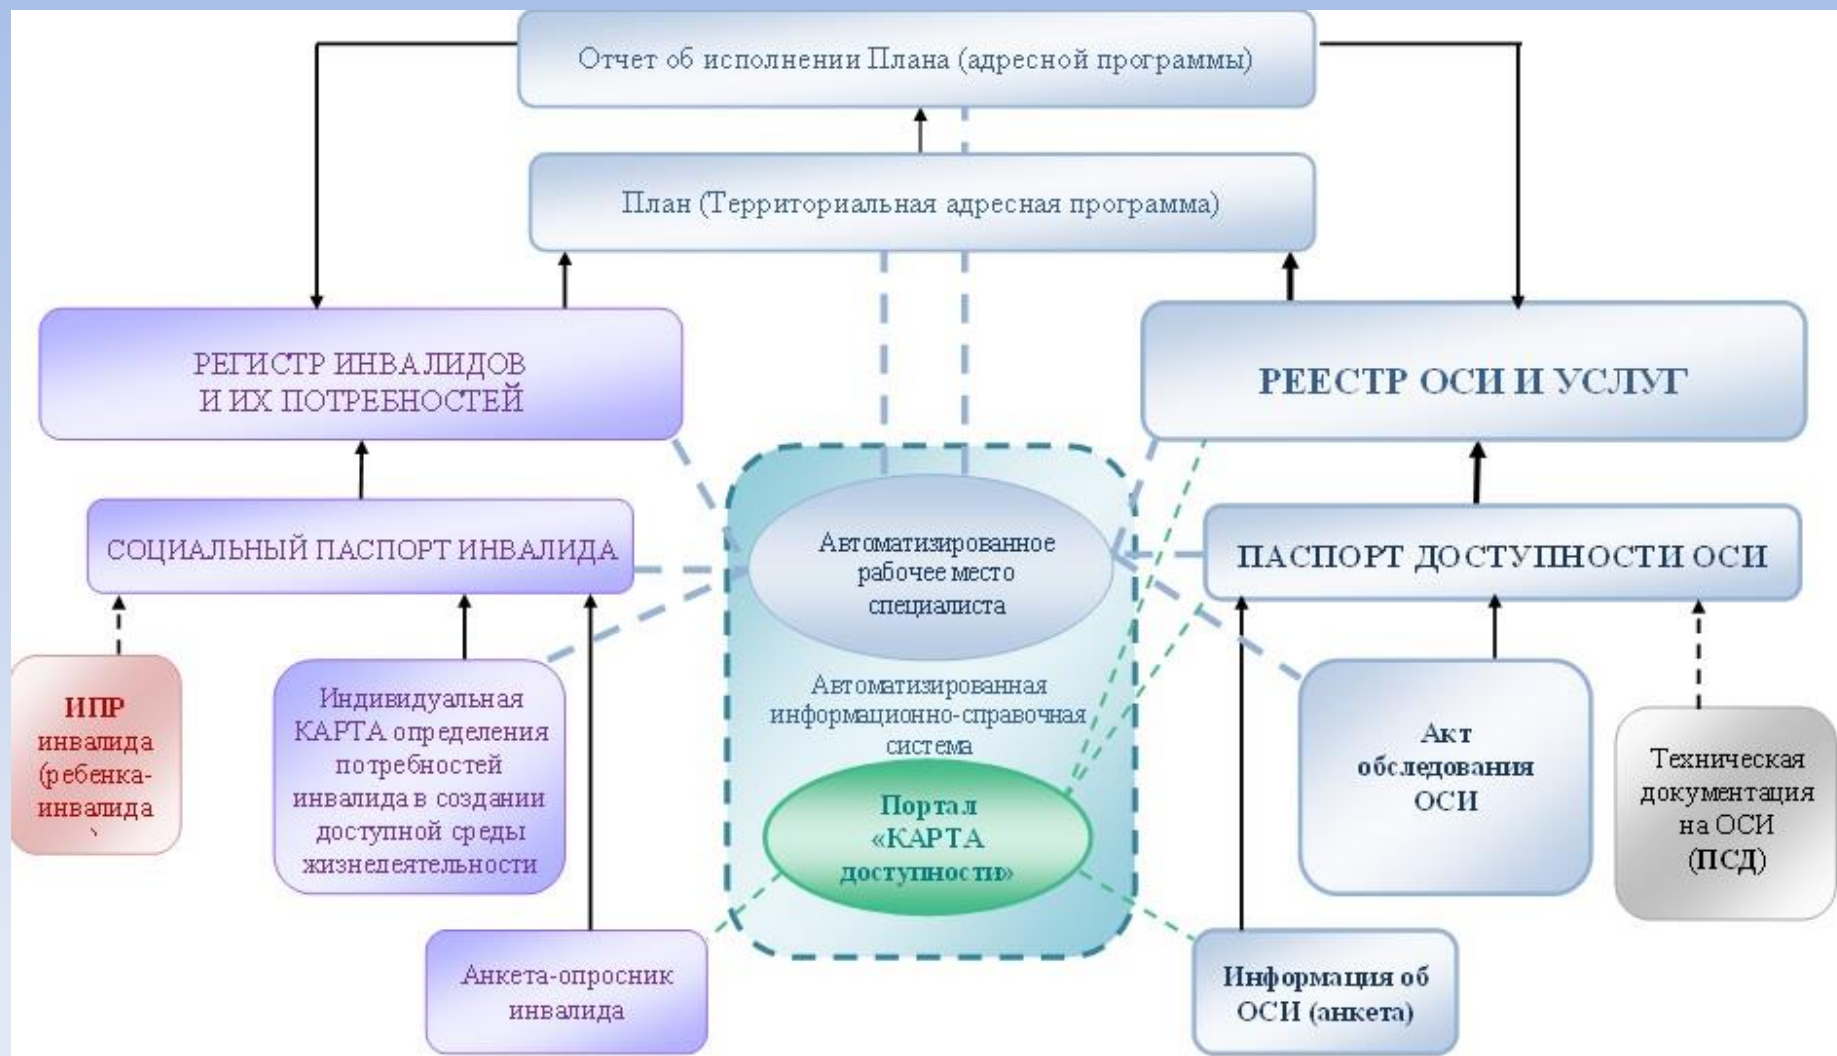 Отчет об исполнении Плана (адресной программы)
План (Территориальная адресная программа)
РЕГИСТР ИНВАЛИДОВ
И ИХ ПОТРЕБНОСТЕЙ
РЕЕСТР ОСИ И УСЛУГ
СОЦИАЛЬНЫЙ ПАСПОРТ ИНВАЛИДА
Автоматизированное
рабочее место
специалиста
ПАСПОРТ ДОСТУПНОСТИ ОСИ
ИПР
инвалида
(ребенка-
инвалида
Индивидуальная
КАРТА определения
потребностей
инвалида в создании
доступной среды
жизнедеятельности
Автоматизированная
информационно-справочная
система
Портал
«КАРТА
доступности»
Акт
обследования
ОСИ
Техническая
документация
на ОСИ
(ПСД)
Анкета-опросник
инвалида
Информация об
ОСИ (анкета)